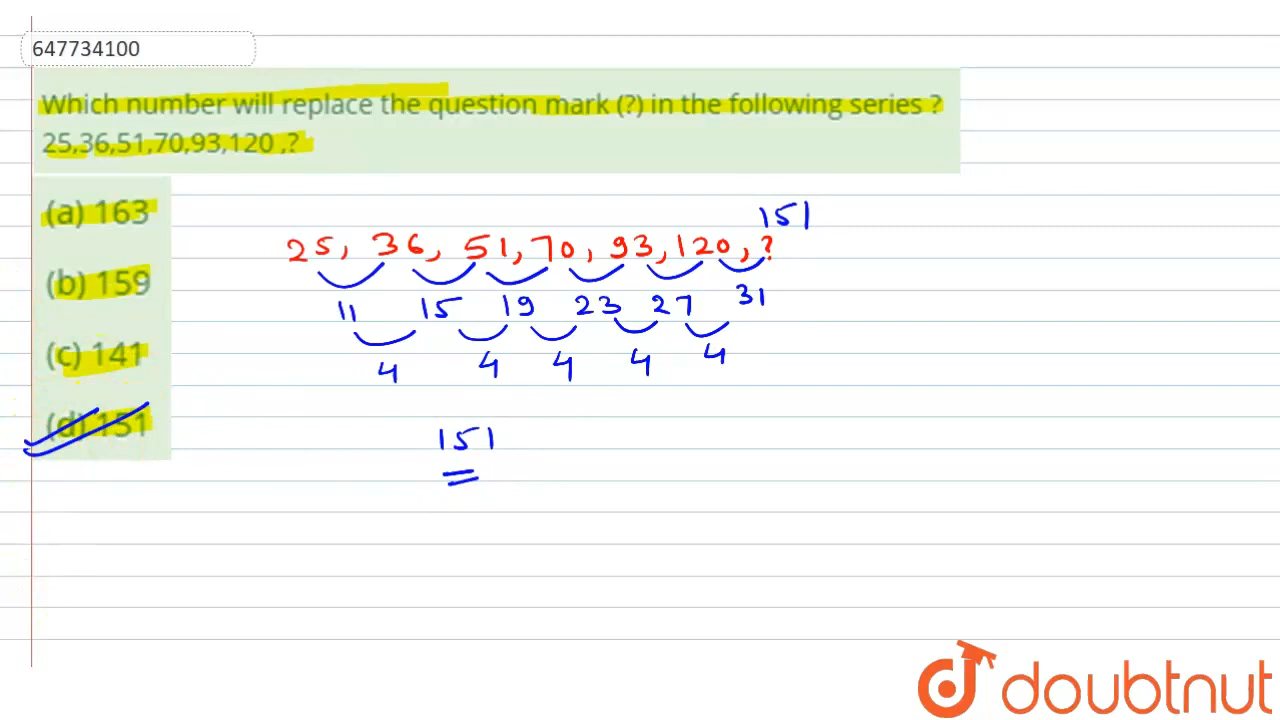 647734100
Which number will replace the question mark (?) in the following series ?
25,36,51,70,93,120 ,?
(a) 163
(b) 159
(c) 141
(d) 151
151
25, 36, 51, 70, 93, 120, ?
11 15 19 23 27 31
4 4 4 4 4
151
doubtnut